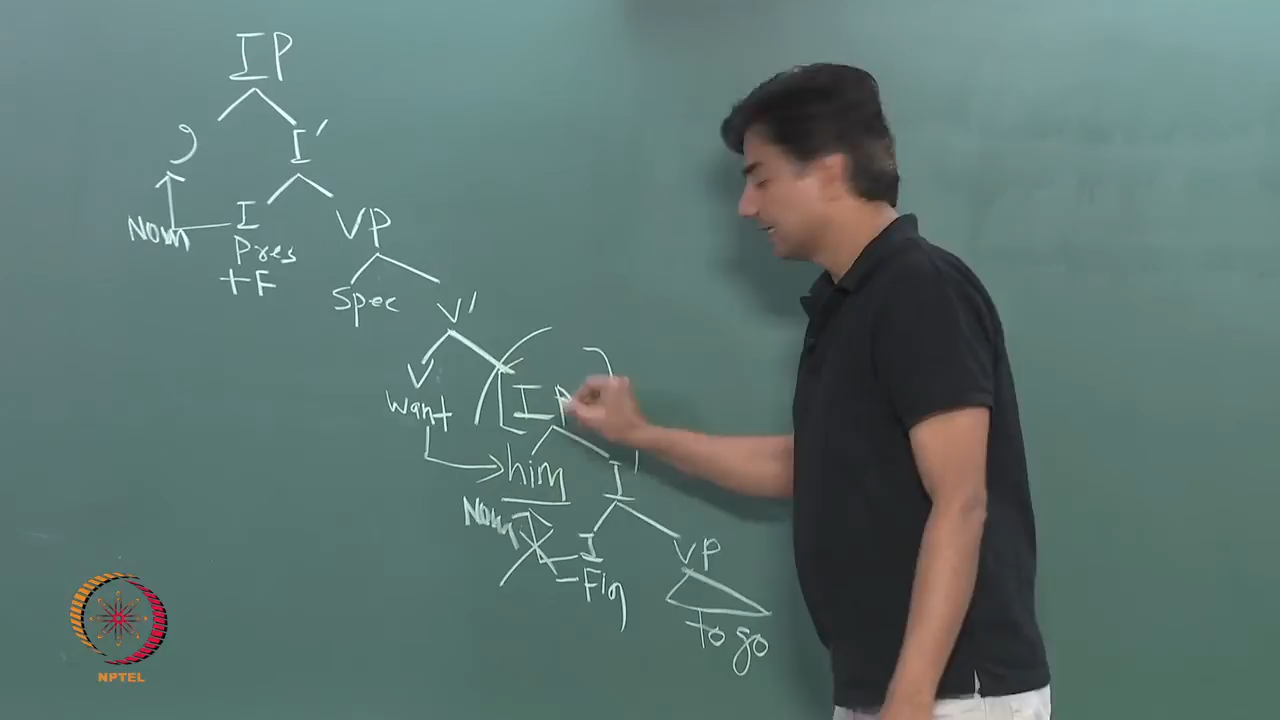 IP
I'
Nom
I
VP
Pres
+F
Spec
V'
V
want
IP
him
I'
Nom
I
VP
-Fin
to go
NPTEL